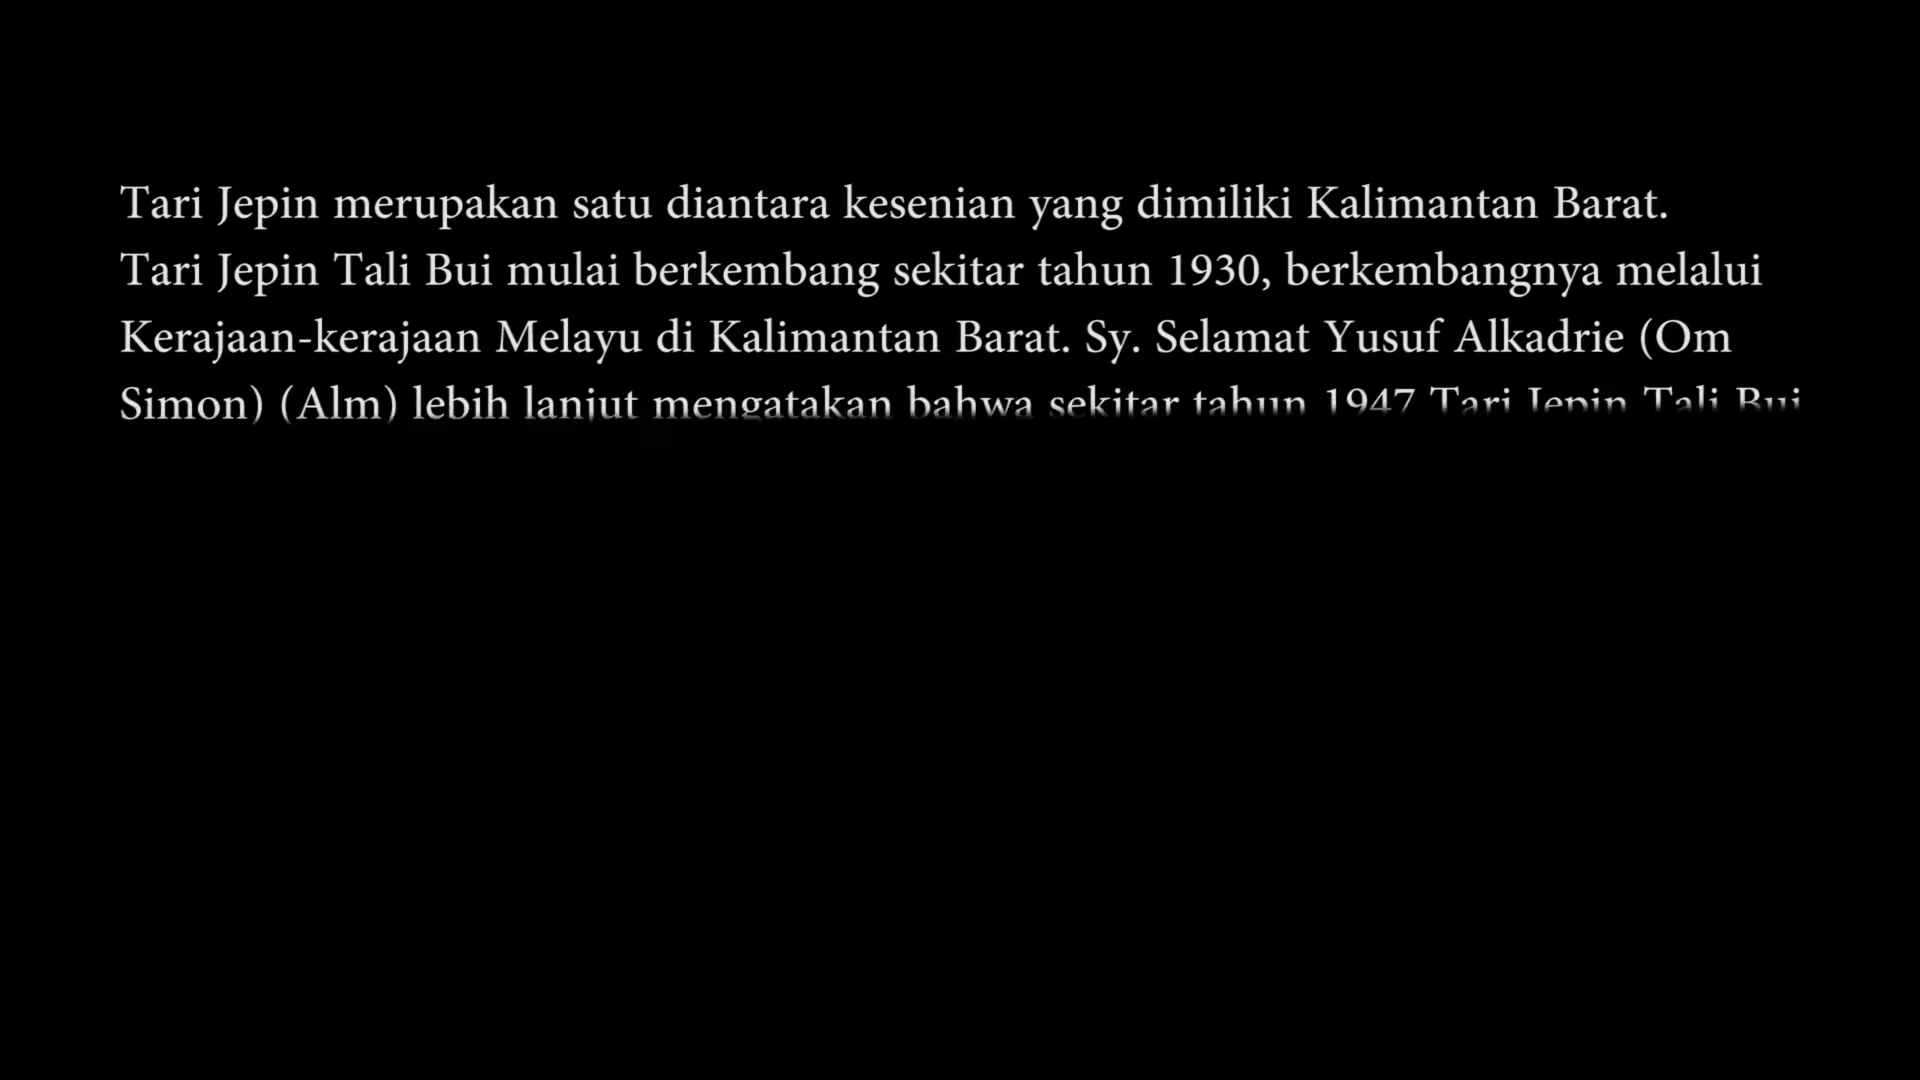 Tari Jepin merupakan satu diantara kesenian yang dimiliki Kalimantan Barat.
Tari Jepin Tali Bui mulai berkembang sekitar tahun 1930, berkembangnya melalui
Kerajaan-kerajaan Melayu di Kalimantan Barat. Sy. Selamat Yusuf Alkadrie (Om
Simon) (Alm) lebih lanjut mengatakan bahwa sekitar tahun 1947 Tari Jepin Tali Bui